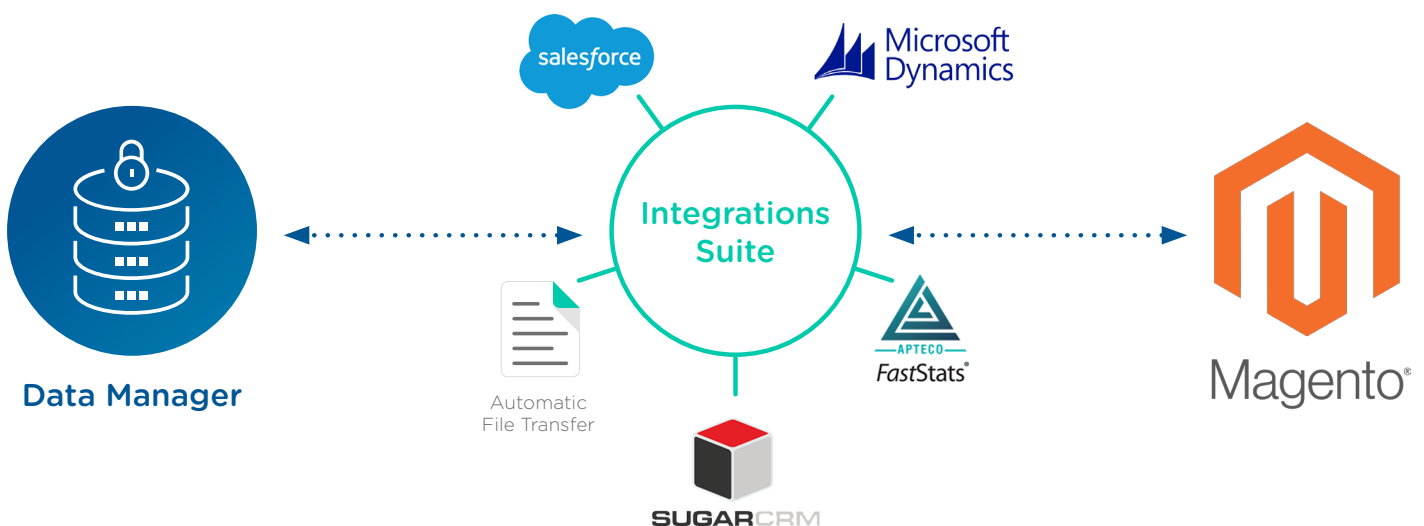 salesforce
Microsoft
Dynamics
Integrations
Suite
Data Manager
Automatic
File Transfer
APTECO
FastStats®
SUGARCRM
Magento®